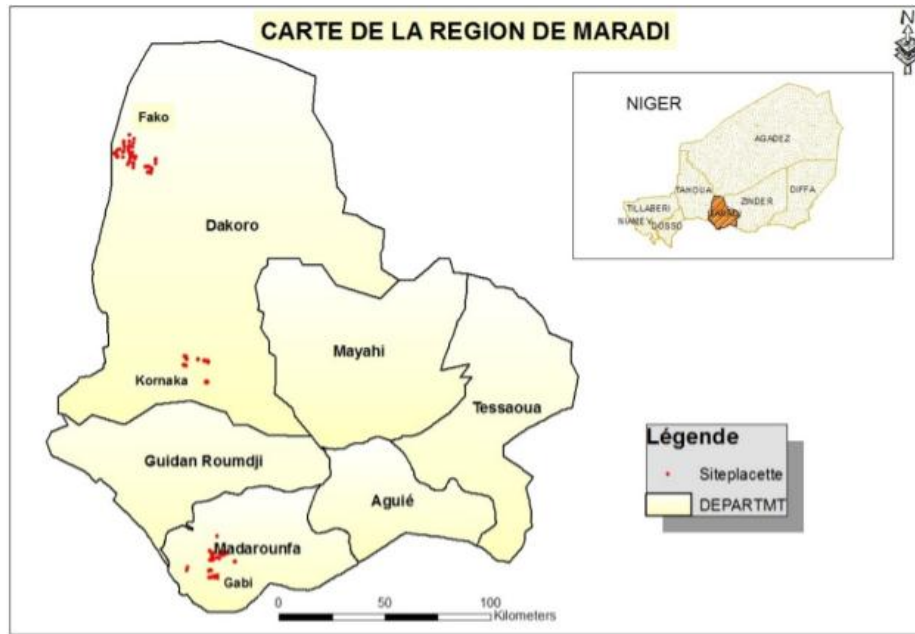 CARTE DE LA REGION DE MARADI
N
Fako
Dakoro
Kornaka
Mayahi
Tessaoua
Guidan Roumdji
Aguié
Madarounfa
Gabi
NIGER
AGADEZ
TAHOUA
DIFFA
ZINDER
TILLABERI
NIAMEY
DOSSO
MARADI
Légende
Siteplacette
DEPARTMT
0 50 100
Kilometers